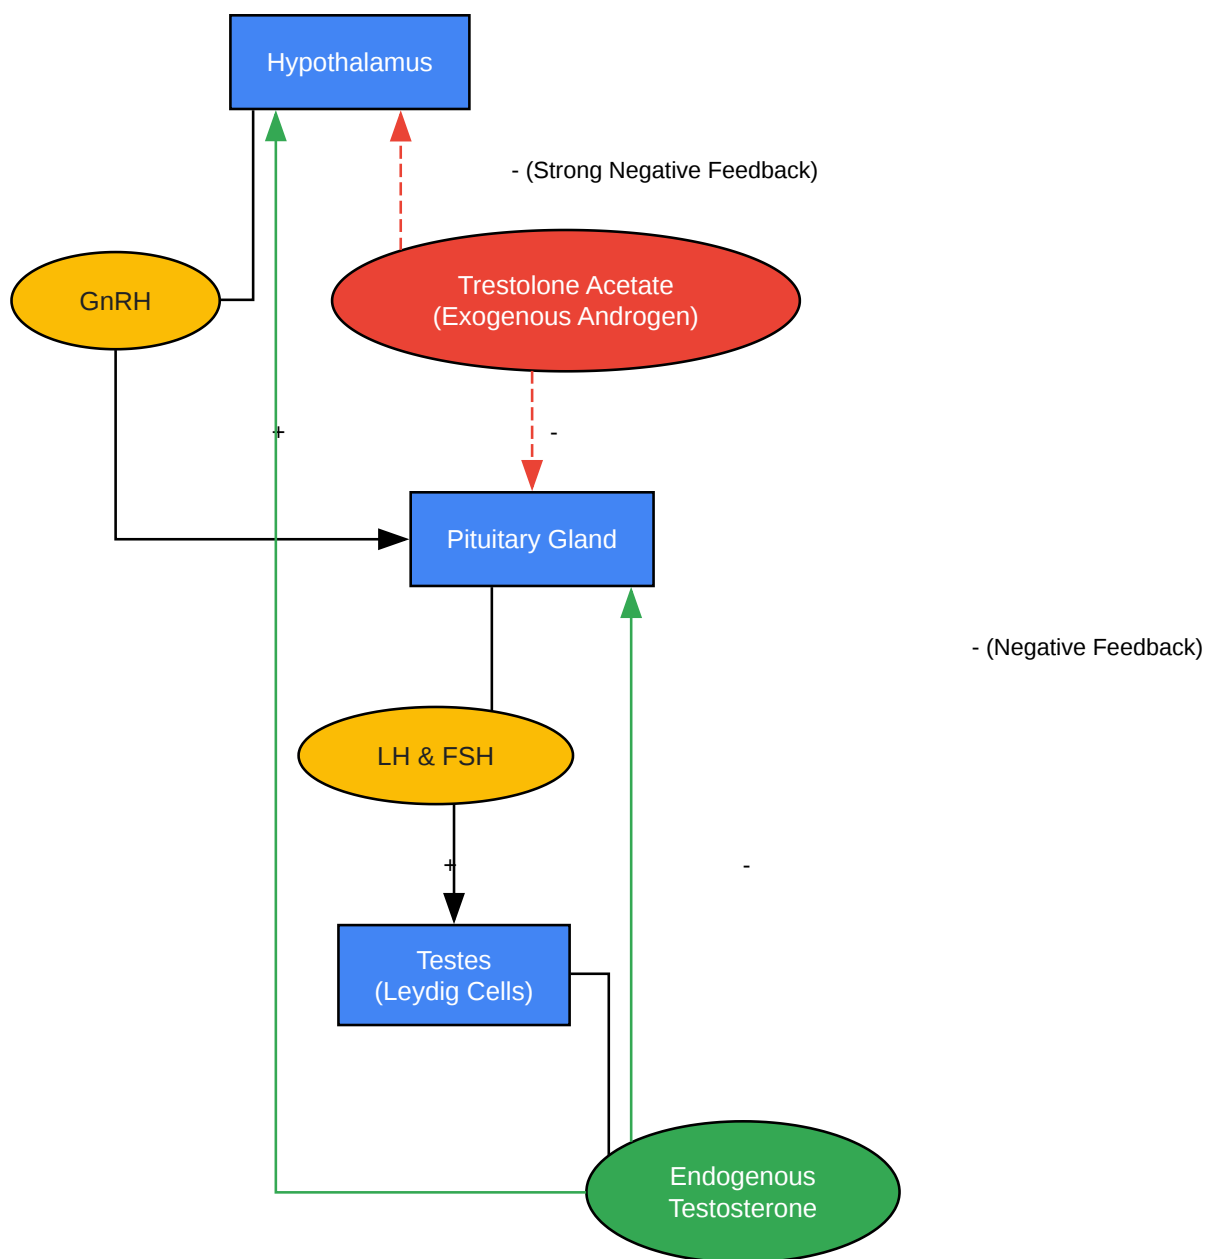 Hypothalamus
- (Strong Negative Feedback)
Trestolone Acetate
(Exogenous Androgen)
GnRH
+
-
Pituitary Gland
- (Negative Feedback)
LH & FSH
+
-
Testes
(Leydig Cells)
Endogenous
Testosterone